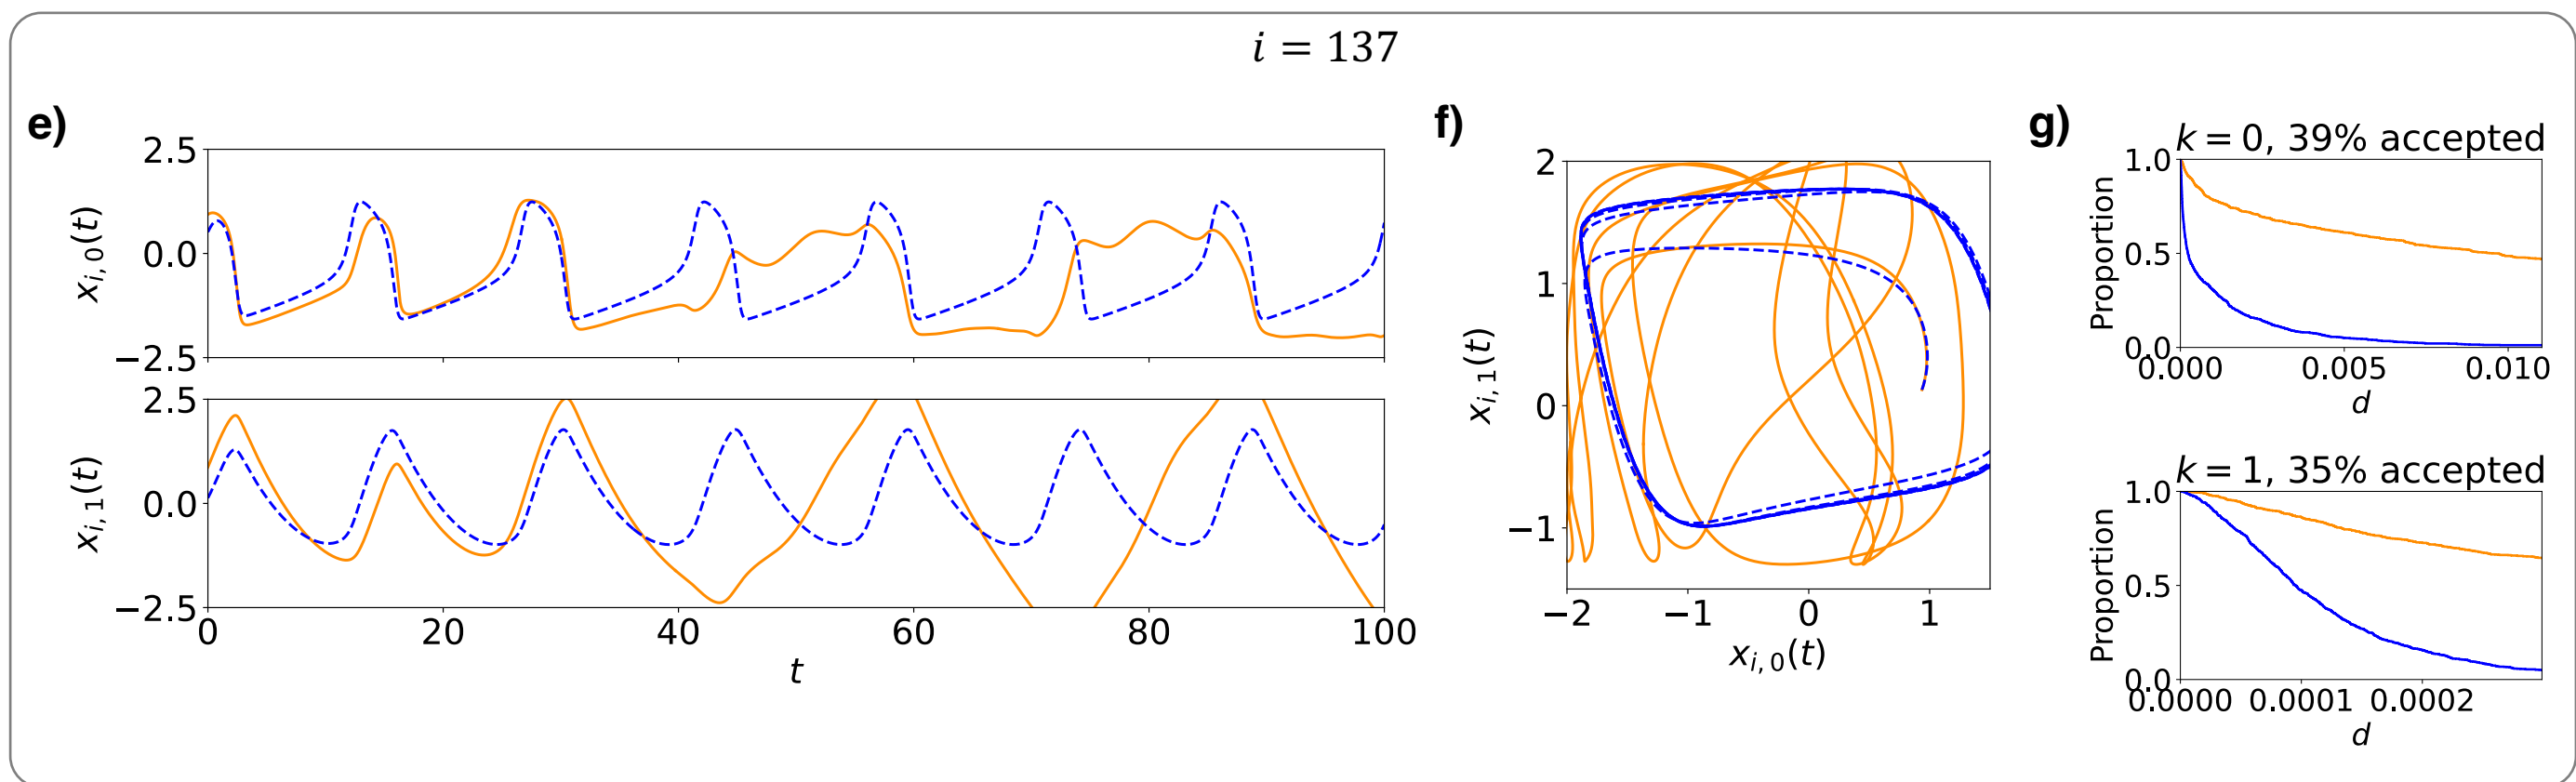 i = 137
e)
2.5
0.0
−2.5
x_{i,0}(t)
2.5
0.0
−2.5
x_{i,1}(t)
0 20 40 60 80 100
t
f)
2
1
0
−1
x_{i,1}(t)
−2 −1 0 1
x_{i,0}(t)
g)
k = 0, 39% accepted
1.0
0.5
0.0
Proportion
0.000 0.005 0.010
d
k = 1, 35% accepted
1.0
0.5
0.0
Proportion
0.0000 0.0001 0.0002
d